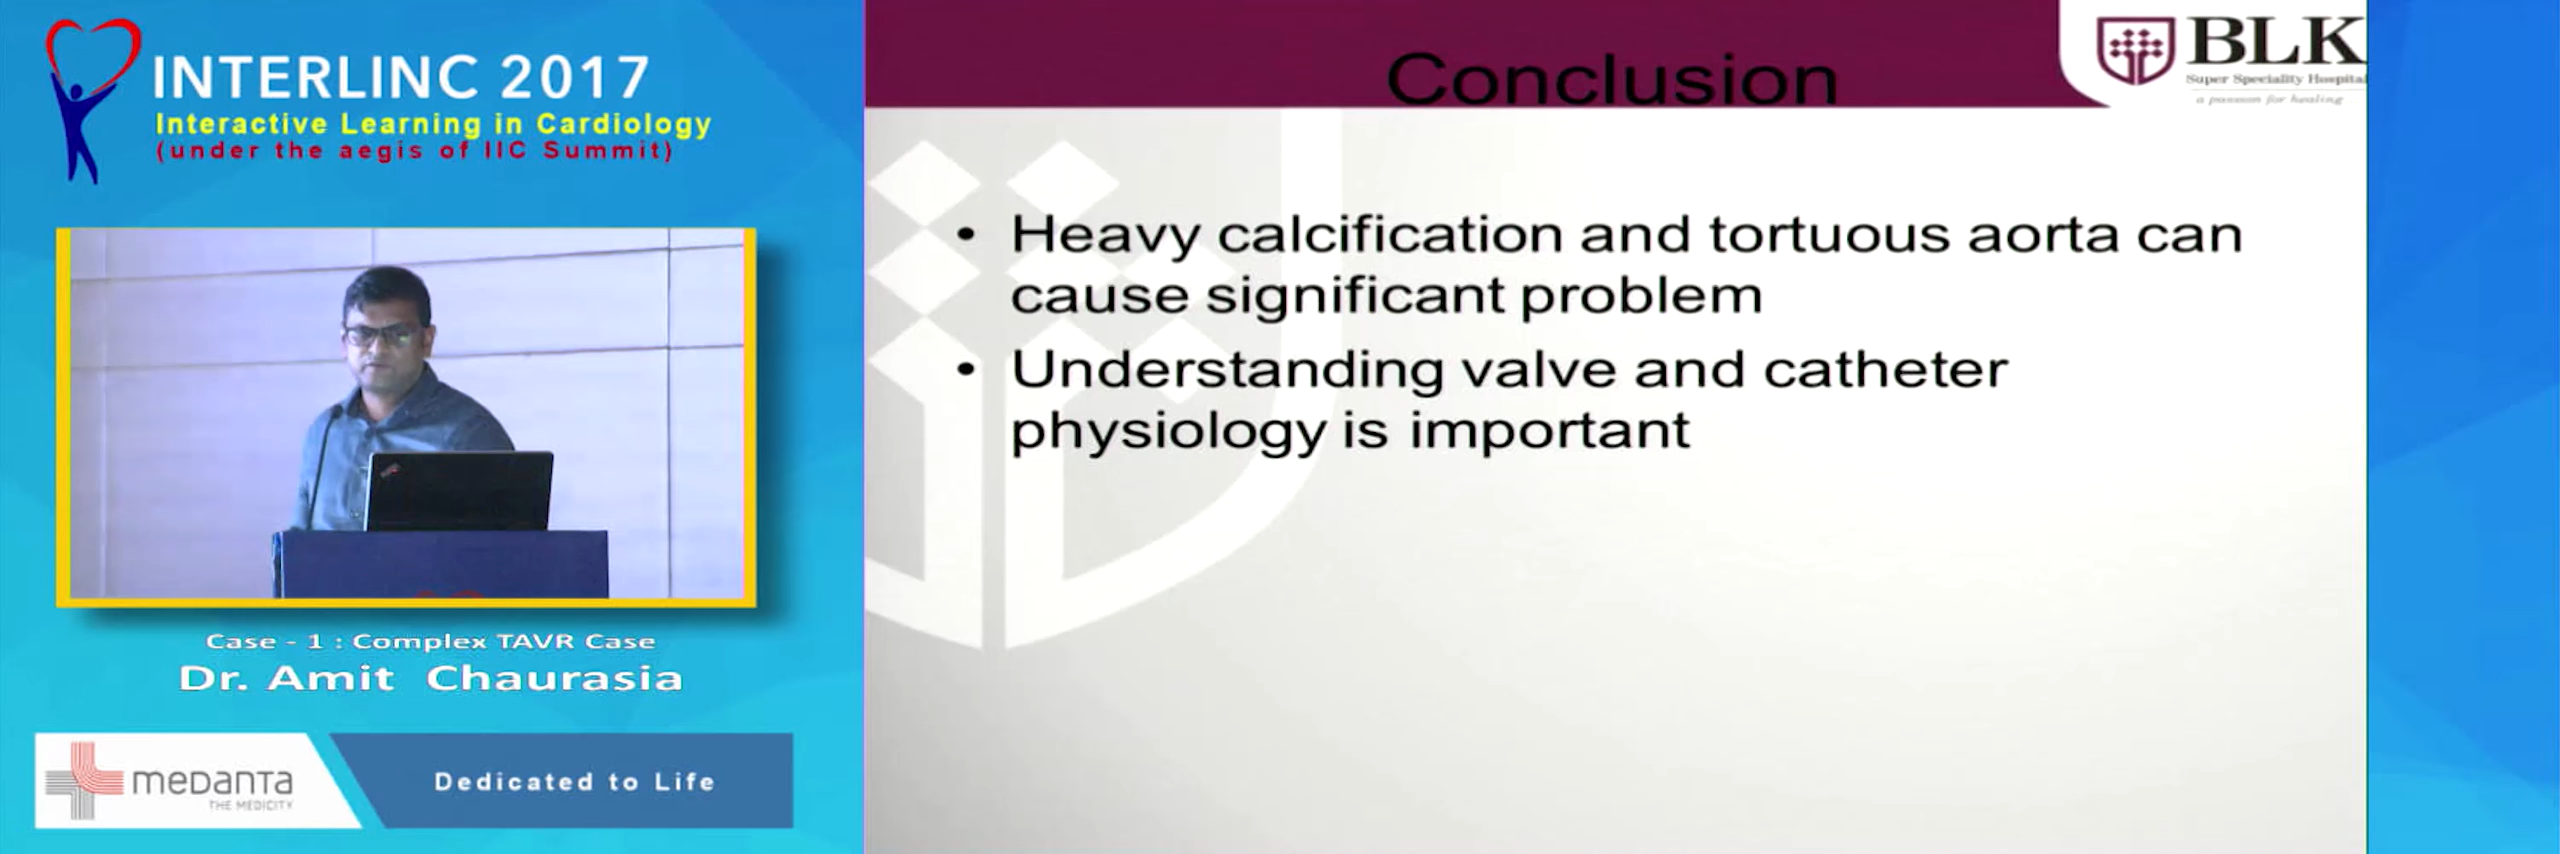 INTERLINC 2017
Interactive Learning in Cardiology
(under the aegis of IIC Summit)
Case - 1 : Complex TAVR Case
Dr. Amit Chaurasia
medanta
THE MEDICITY
Dedicated to Life
Conclusion
BLK
Super Speciality Hospital
a passion for healing
• Heavy calcification and tortuous aorta can
cause significant problem
• Understanding valve and catheter
physiology is important